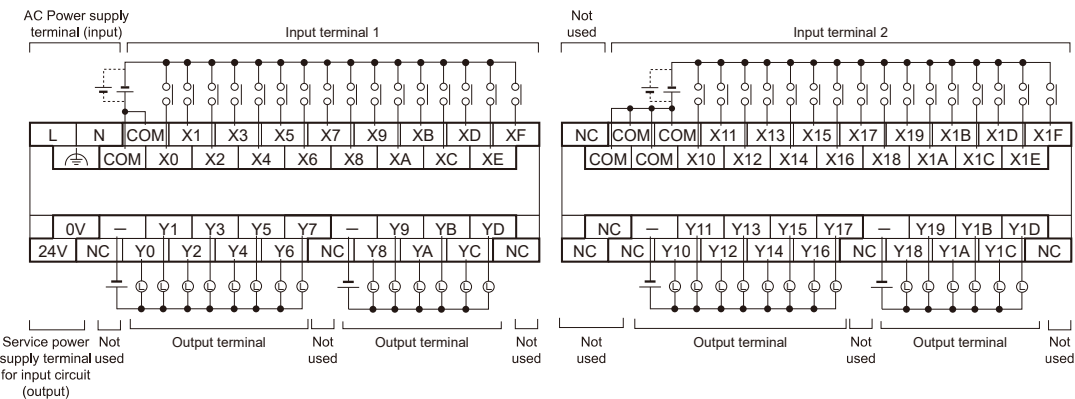 AC Power supply
terminal (input)
Input terminal 1
Not
used
Input terminal 2
L N COM X1 X3 X5 X7 X9 XB XD XF
COM X0 X2 X4 X6 X8 XA XC XE
NC COM COM X11 X13 X15 X17 X19 X1B X1D X1F
COM COM X10 X12 X14 X16 X18 X1A X1C X1E
0V – Y1 Y3 Y5 Y7 – Y9 YB YD
24V NC Y0 Y2 Y4 Y6 NC Y8 YA YC NC
NC – Y11 Y13 Y15 Y17 – Y19 Y1B Y1D
NC NC Y10 Y12 Y14 Y16 NC Y18 Y1A Y1C NC
L L L L L L L L L L L L L L
L L L L L L L L L L L L L L
Service power
supply terminal
for input circuit
(output)
Not
used
Output terminal
Not
used
Output terminal
Not
used
Not
used
Output terminal
Not
used
Output terminal
Not
used